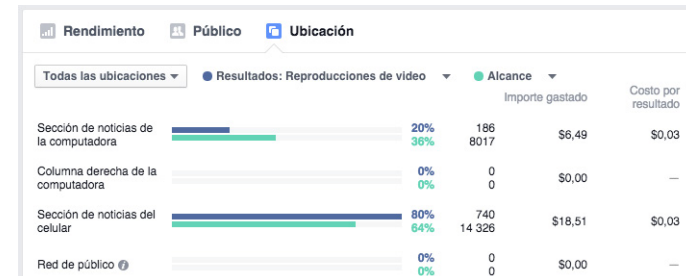 Rendimiento Público Ubicación
Todas las ubicaciones Resultados: Reproducciones de video Alcance
Importe gastado Costo por
resultado
Sección de noticias de 20% 186
la computadora 36% 8017 $6,49 $0,03
Columna derecha de la 0% 0
computadora 0% 0 $0,00 —
Sección de noticias del 80% 740
celular 64% 14 326 $18,51 $0,03
Red de público i 0% 0 $0,00 —
0% 0